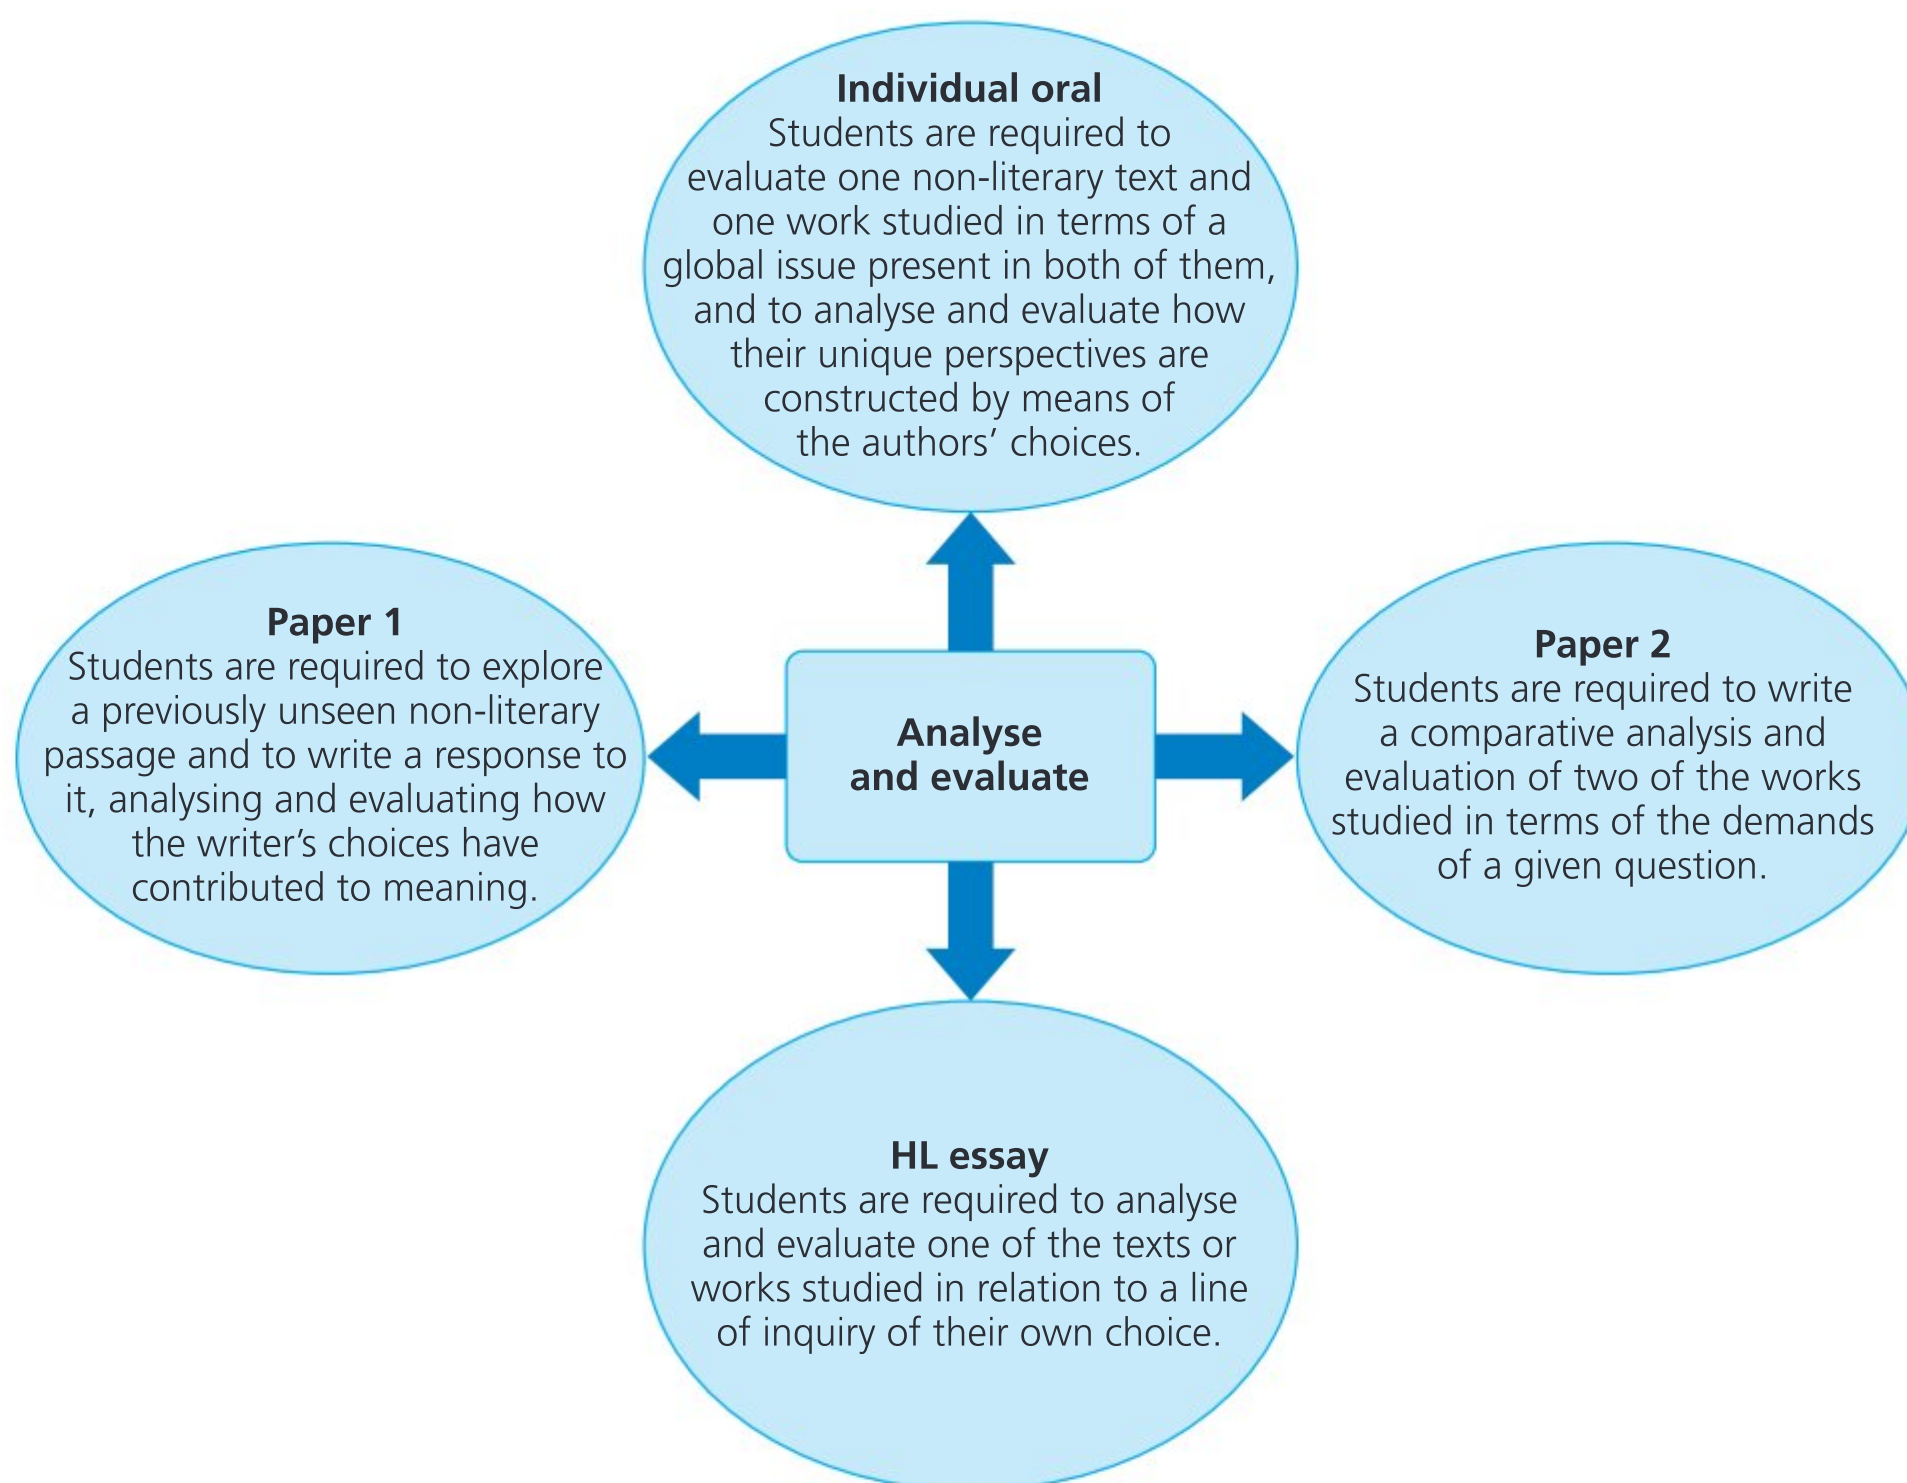 Individual oral
Students are required to
evaluate one non-literary text and
one work studied in terms of a
global issue present in both of them,
and to analyse and evaluate how
their unique perspectives are
constructed by means of
the authors’ choices.
Paper 1
Students are required to explore
a previously unseen non-literary
passage and to write a response to
it, analysing and evaluating how
the writer’s choices have
contributed to meaning.
Analyse
and evaluate
Paper 2
Students are required to write
a comparative analysis and
evaluation of two of the works
studied in terms of the demands
of a given question.
HL essay
Students are required to analyse
and evaluate one of the texts or
works studied in relation to a line
of inquiry of their own choice.